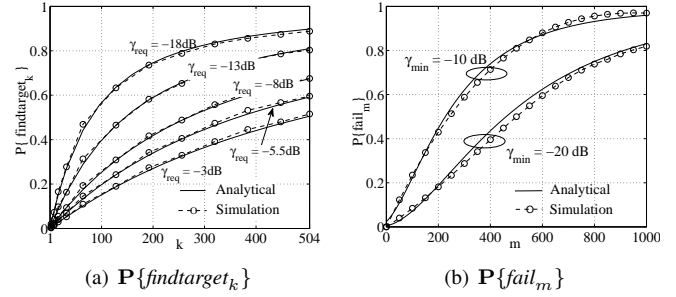 1
0.8
0.6
0.4
0.2
0
P{ findtarget_k}
γ_req = −18dB
γ_req = −13dB
γ_req = −8dB
γ_req = −5.5dB
γ_req = −3dB
Analytical
Simulation
1 100 200 300 400 504
k
(a) P{findtarget_k}
1
0.8
0.6
0.4
0.2
0
P{fail_m}
γ_min = −10 dB
γ_min = −20 dB
Analytical
Simulation
0 200 400 600 800 1000
m
(b) P{fail_m}